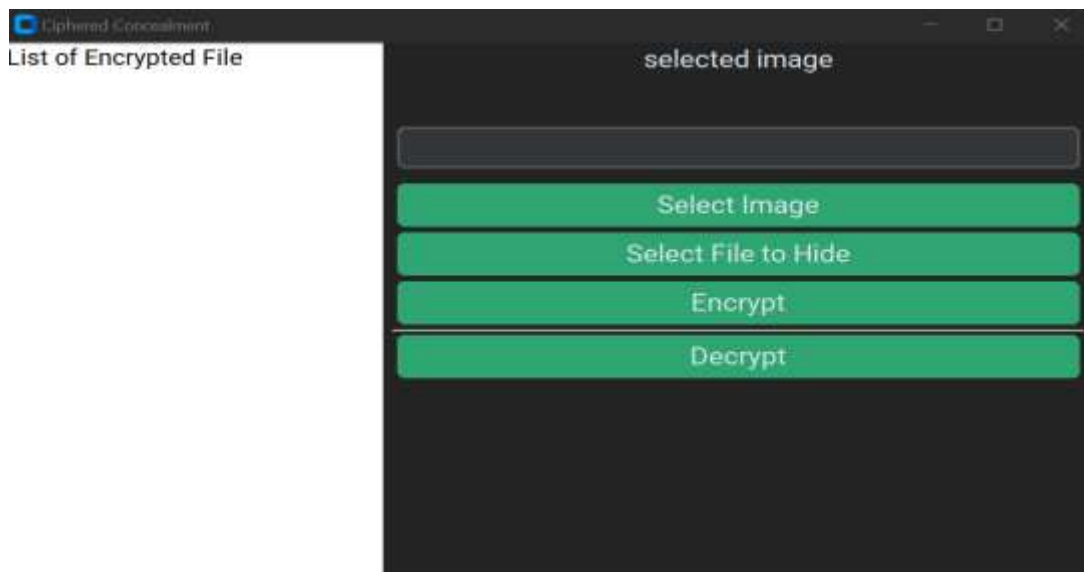 Ciphered Concealment
List of Encrypted File
selected image
Select Image
Select File to Hide
Encrypt
Decrypt